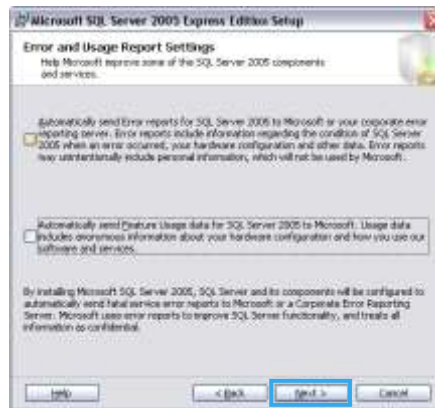 Microsoft SQL Server 2005 Express Edition Setup
Error and Usage Report Settings
Help Microsoft improve some of the SQL Server 2005 components
and services.
Automatically send Error reports for SQL Server 2005 to Microsoft or your corporate error
reporting server. Error reports include information regarding the condition of SQL Server
2005 when an error occurred, your hardware configuration and other data. Error reports
may unintentionally include personal information, which will not be used by Microsoft.
Automatically send Feature Usage data for SQL Server 2005 to Microsoft. Usage data
includes anonymous information about your hardware configuration and how you use our
software and services.
By installing Microsoft SQL Server 2005, SQL Server and its components will be configured to
automatically send fatal service error reports to Microsoft or a Corporate Error Reporting
Server. Microsoft uses error reports to improve SQL Server functionality, and treats all
information as confidential.
Help
< Back
Next >
Cancel